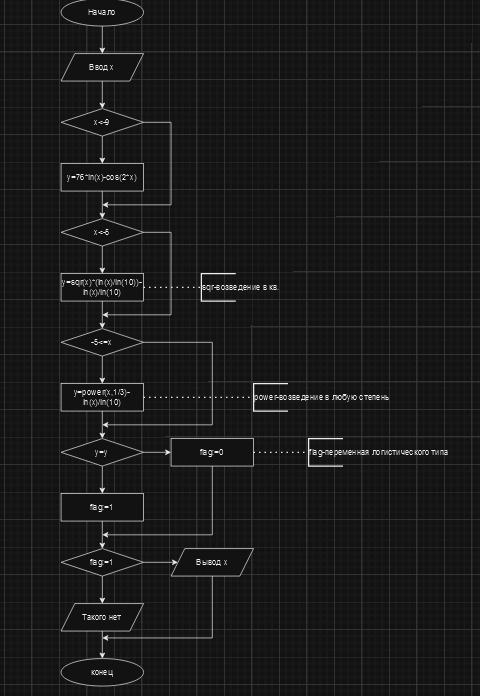 Начало
Ввод x
x<-9
y=76*ln(x)-cos(2*x)
x<-5
y=sqr(x)*(ln(x)/ln(10))-
ln(x)/ln(10)
sqr-возведение в кв.
-5<=x
y=power(x,1/3)-
ln(x)/ln(10)
power-возведение в любую степень
y=y
flag:=0
flag-переменная логистического типа
flag:=1
flag:=1
Вывод x
Такого нет
конец